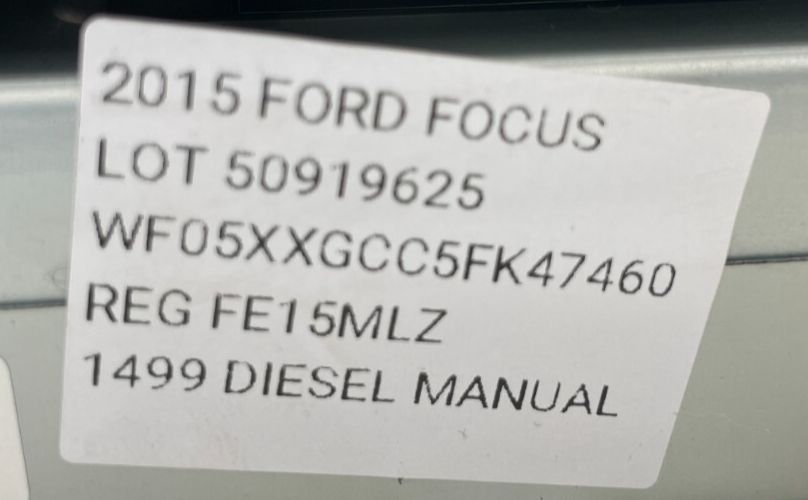 2015 FORD FOCUS
LOT 50919625
WF05XXGCC5FK47460
REG FE15MLZ
1499 DIESEL MANUAL